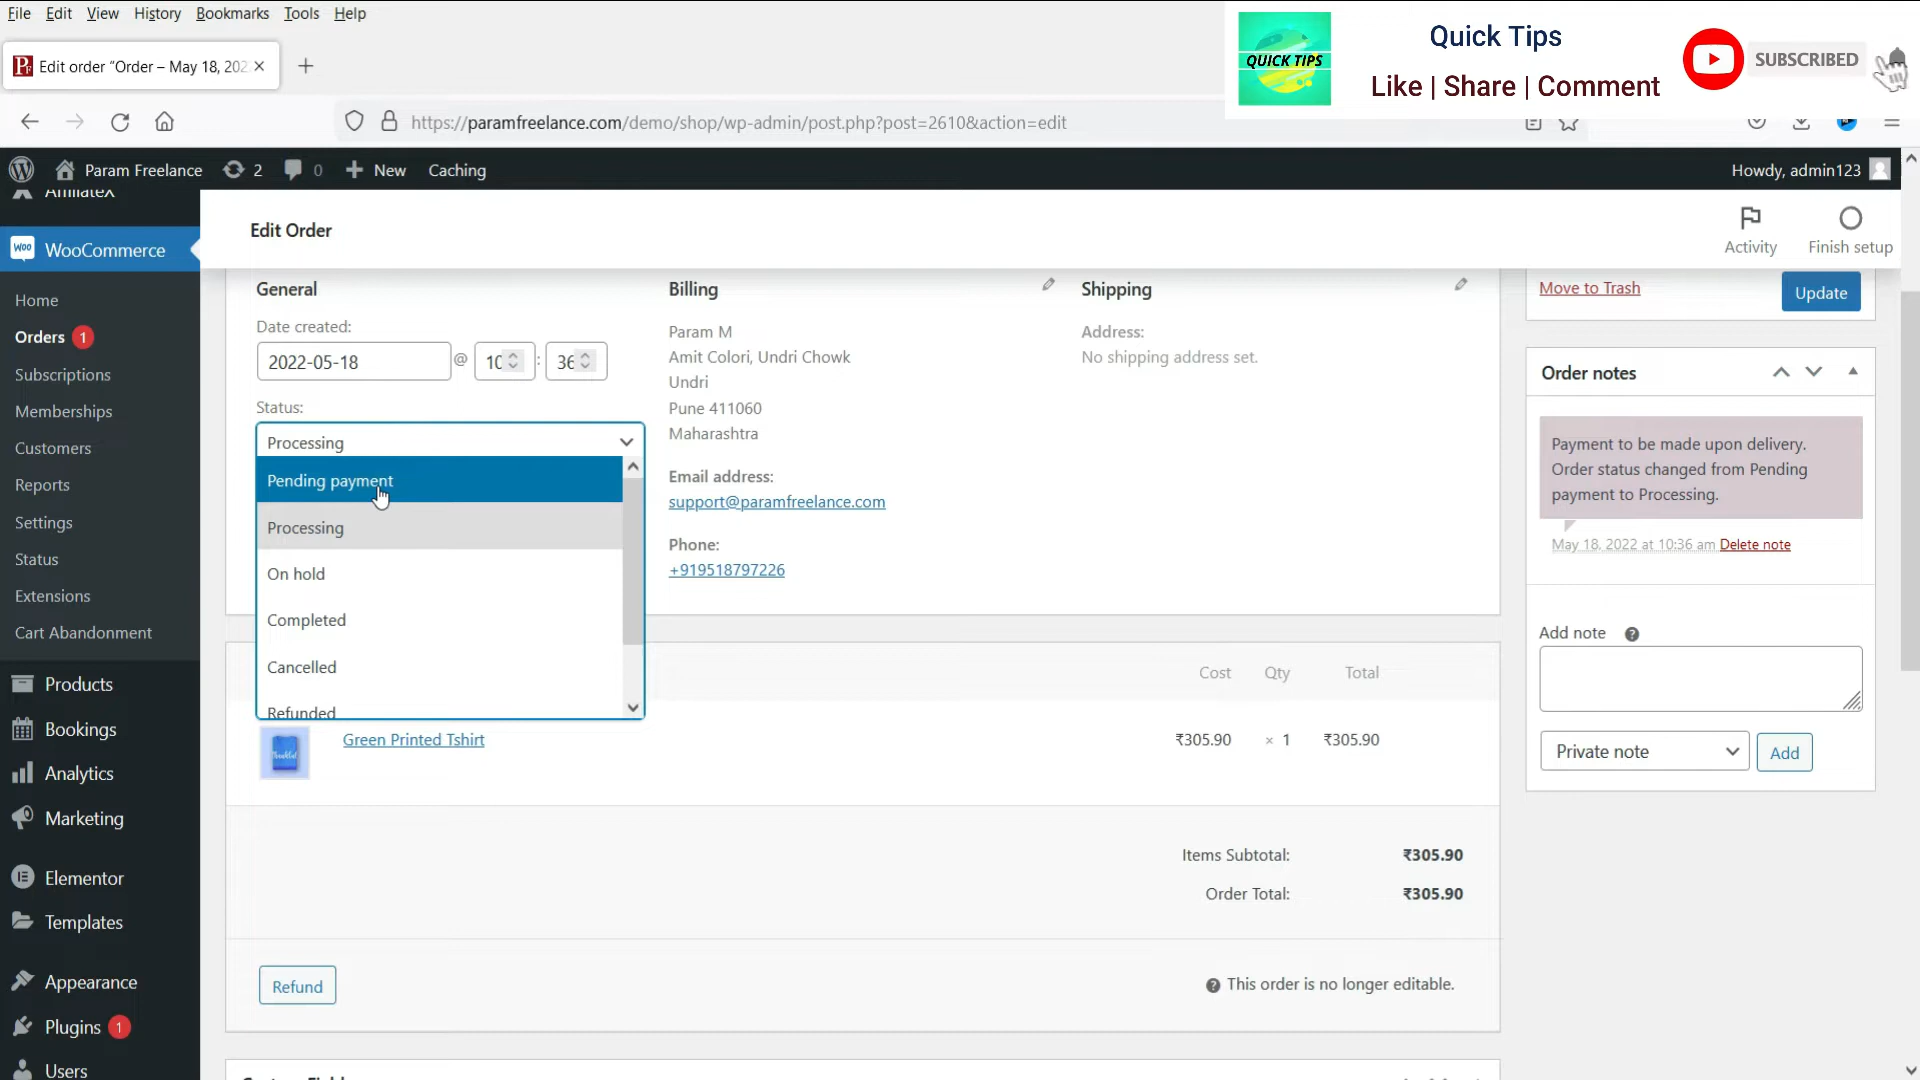 File Edit View History Bookmarks Tools Help
QUICK TIPS
Quick Tips
Like | Share | Comment
SUBSCRIBED
Edit order “Order – May 18, 202
https://paramfreelance.com/demo/shop/wp-admin/post.php?post=2610&action=edit
Param Freelance 2 0 New Caching
Howdy, admin123
AffiliateX
WooCommerce
Home
Orders 1
Subscriptions
Memberships
Customers
Reports
Settings
Status
Extensions
Cart Abandonment
Products
Bookings
Analytics
Marketing
Elementor
Templates
Appearance
Plugins 1
Users
Edit Order
Activity
Finish setup
General
Date created:
2022-05-18 @ 10 : 36
Status:
Processing
Pending payment
Processing
On hold
Completed
Cancelled
Refunded
Billing
Param M
Amit Colori, Undri Chowk
Undri
Pune 411060
Maharashtra
Email address:
support@paramfreelance.com
Phone:
+919518797226
Shipping
Address:
No shipping address set.
Cost Qty Total
Green Printed Tshirt ₹305.90 × 1 ₹305.90
Items Subtotal: ₹305.90
Order Total: ₹305.90
Refund
This order is no longer editable.
Move to Trash
Update
Order notes
Payment to be made upon delivery.
Order status changed from Pending
payment to Processing.
May 18, 2022 at 10:36 am Delete note
Add note
Private note
Add